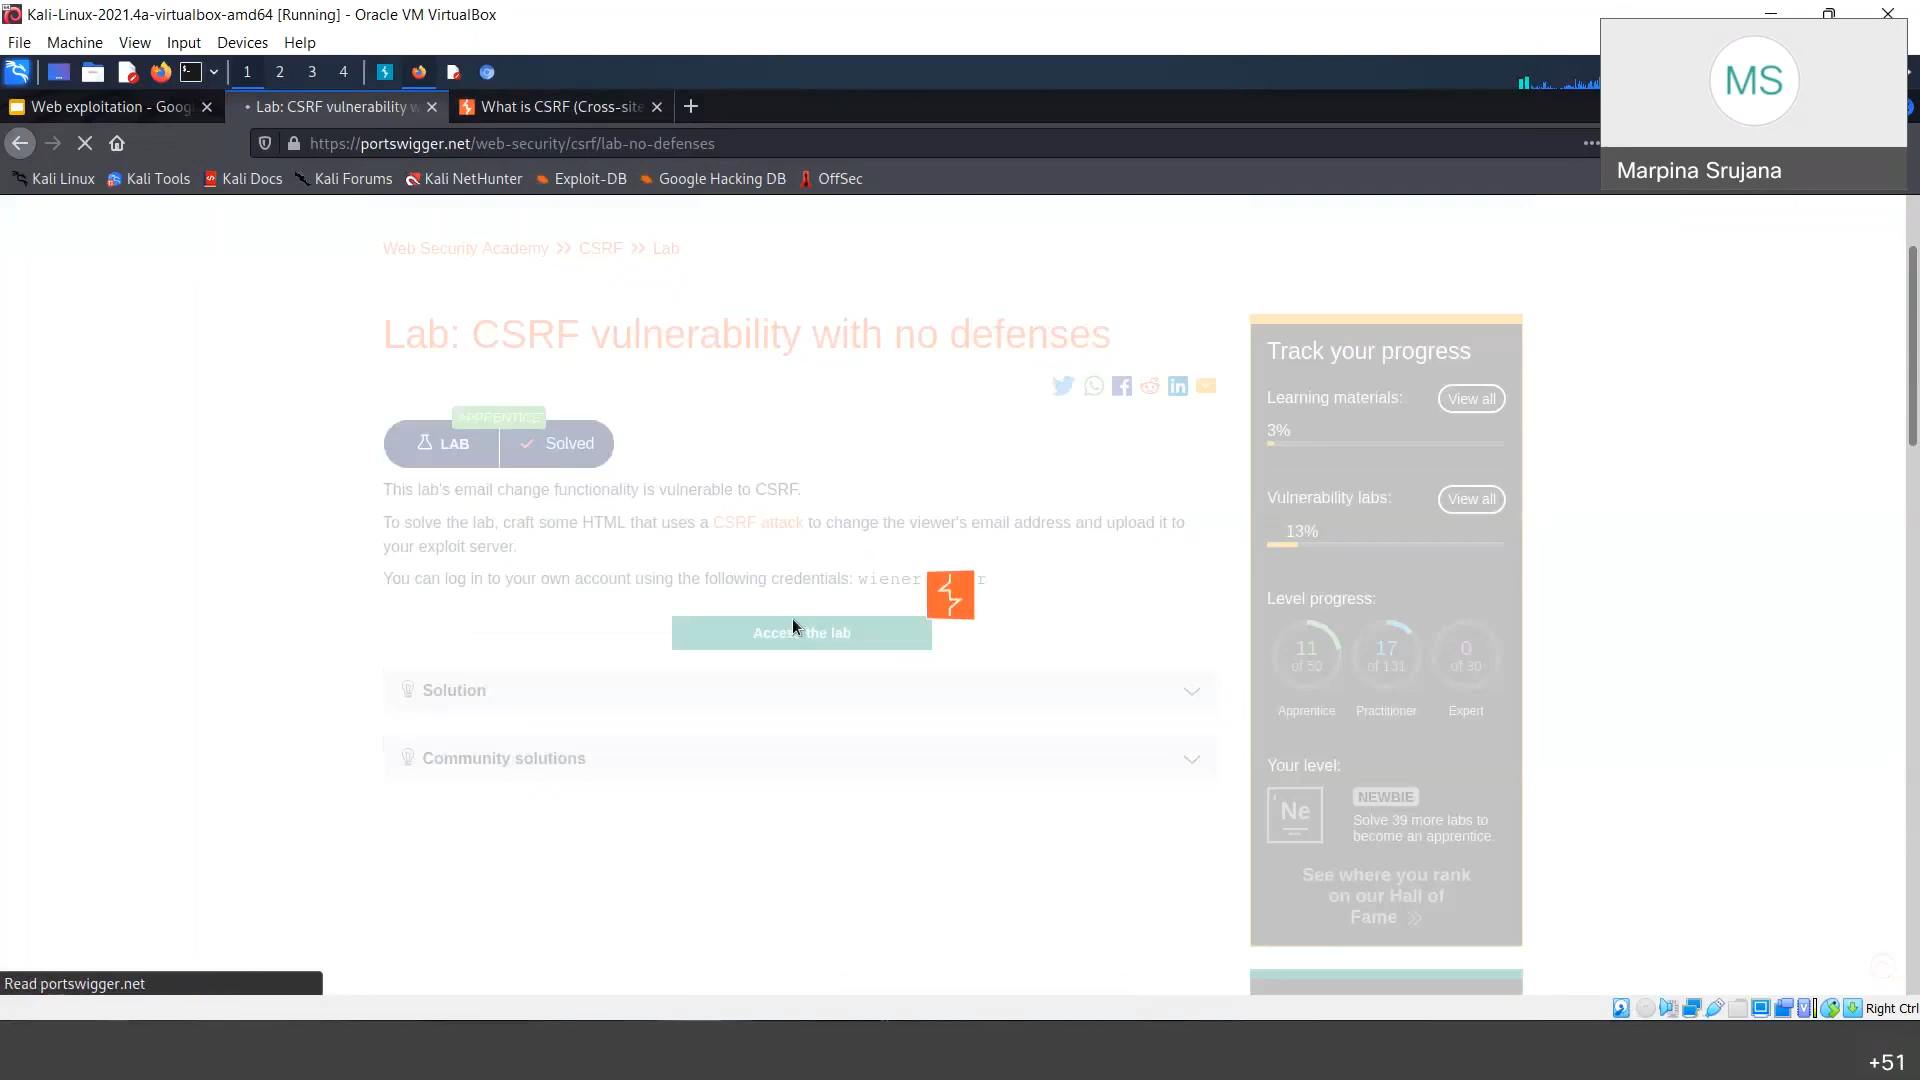 Kali-Linux-2021.4a-virtualbox-amd64 [Running] - Oracle VM VirtualBox
File Machine View Input Devices Help
1 2 3 4
MS
Marpina Srujana
Web exploitation - Goog
Lab: CSRF vulnerability w
What is CSRF (Cross-site
https://portswigger.net/web-security/csrf/lab-no-defenses
Kali Linux Kali Tools Kali Docs Kali Forums Kali NetHunter Exploit-DB Google Hacking DB OffSec
Web Security Academy >> CSRF >> Lab
Lab: CSRF vulnerability with no defenses
APPRENTICE
LAB Solved
This lab's email change functionality is vulnerable to CSRF.
To solve the lab, craft some HTML that uses a CSRF attack to change the viewer's email address and upload it to
your exploit server.
You can log in to your own account using the following credentials: wiener
Access the lab
Solution
Community solutions
Track your progress
Learning materials: View all
3%
Vulnerability labs: View all
13%
Level progress:
11 of 50
17 of 131
0 of 30
Apprentice Practitioner Expert
Your level:
Ne
NEWBIE
Solve 39 more labs to
become an apprentice.
See where you rank
on our Hall of
Fame >>
Read portswigger.net
Right Ctrl
+51